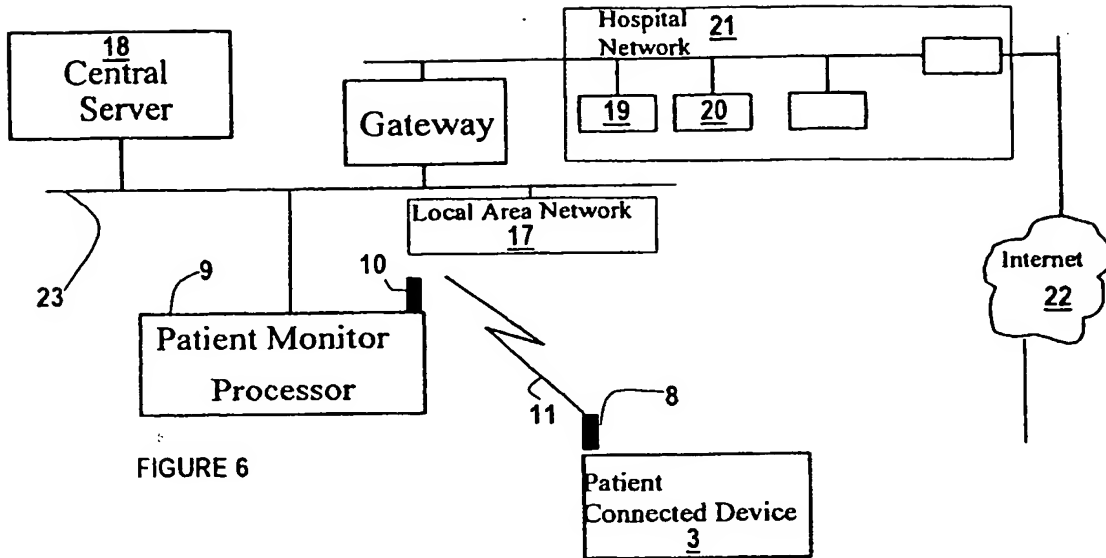 18
Central
Server
Gateway
Hospital 21
Network
19
20
Local Area Network
17
23
9
10
Patient Monitor
Processor
11
8
Internet
22
FIGURE 6
Patient
Connected Device
3